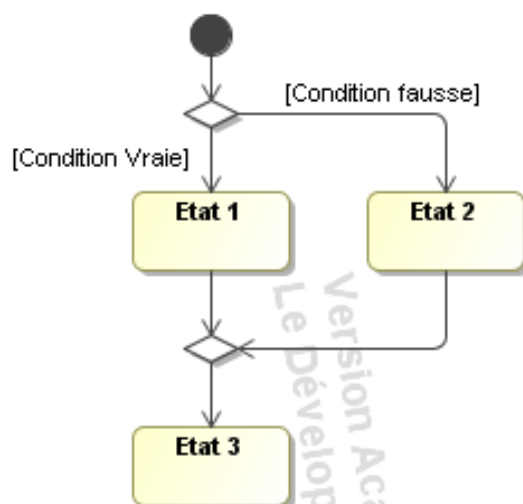 [Condition fausse]
[Condition Vraie]
Etat 1
Etat 2
Version Aca
Le Dévelop
Etat 3